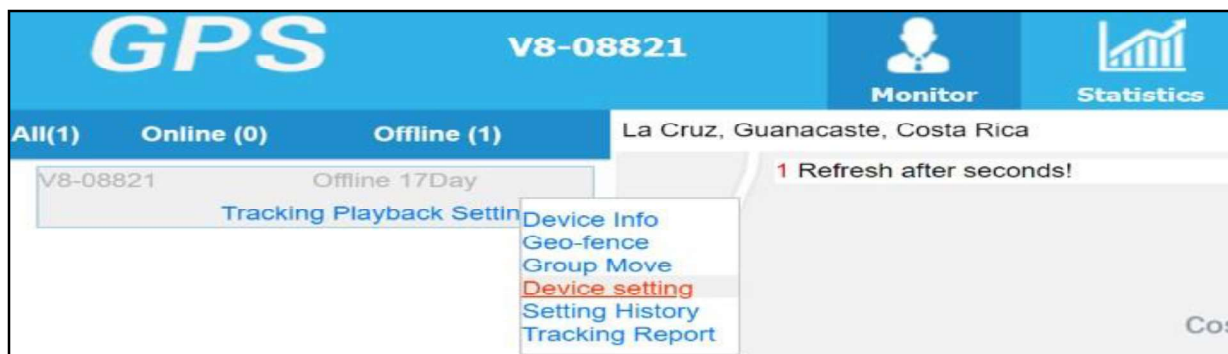 GPS
V8-08821
Monitor
Statistics
All(1) Online (0) Offline (1)
La Cruz, Guanacaste, Costa Rica
1 Refresh after seconds!
V8-08821 Offline 17Day
Tracking Playback Settin
Device Info
Geo-fence
Group Move
Device setting
Setting History
Tracking Report
Cos